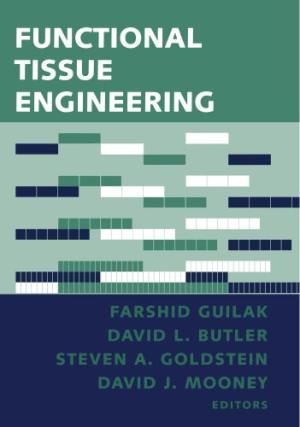 FUNCTIONAL
TISSUE
ENGINEERING
FARSHID GUILAK
DAVID L. BUTLER
STEVEN A. GOLDSTEIN
DAVID J. MOONEY
EDITORS